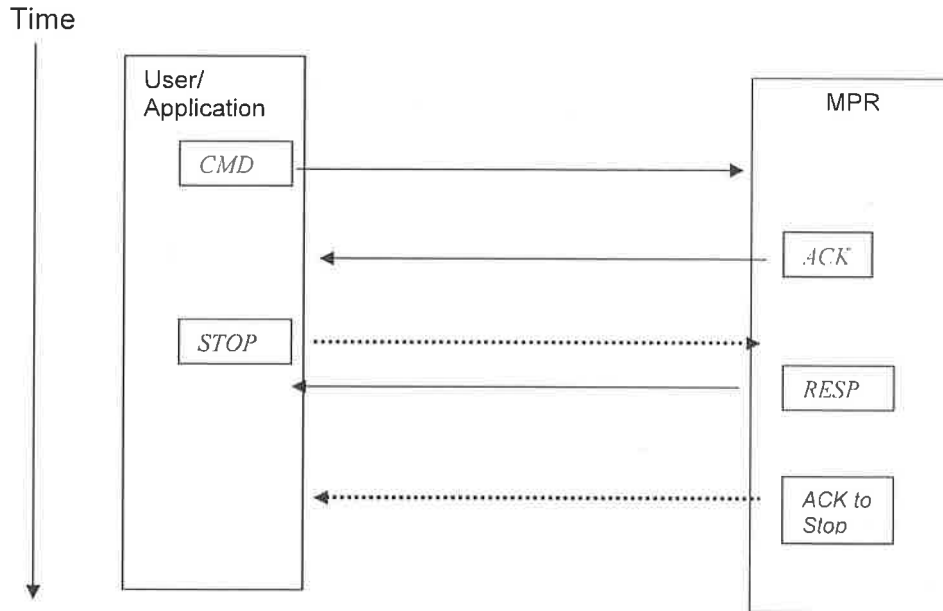 Time
User/
Application
MPR
CMD
ACK
STOP
RESP
ACK to
Stop